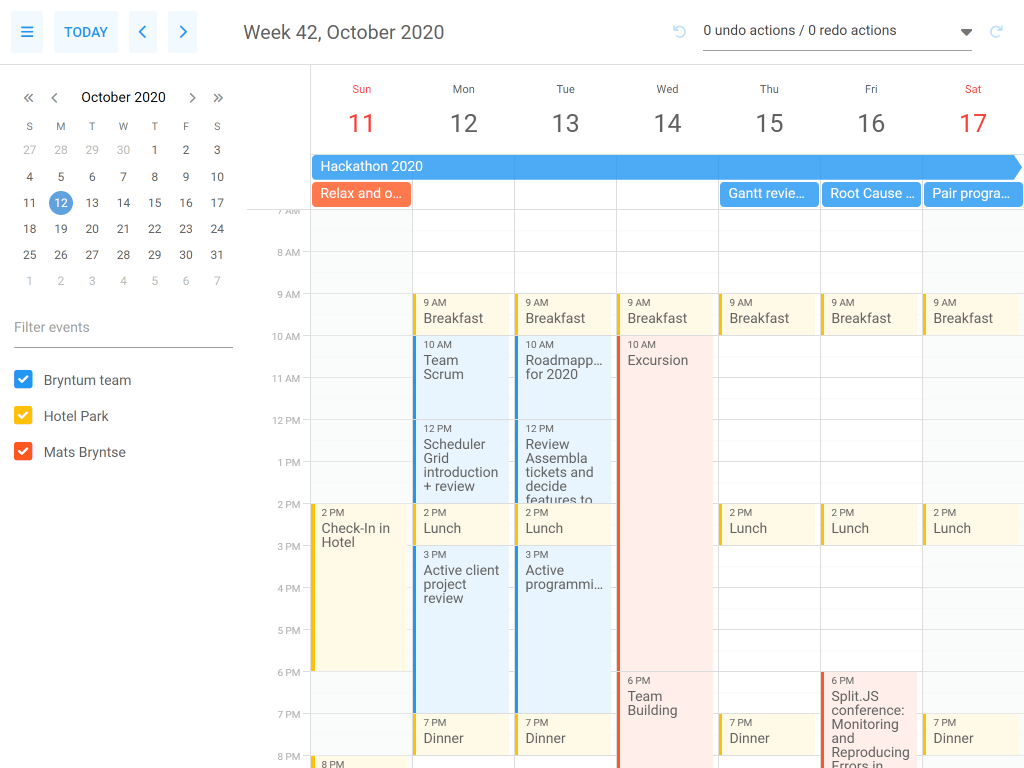 TODAY
Week 42, October 2020
0 undo actions / 0 redo actions
October 2020
S M T W T F S
27 28 29 30 1 2 3
4 5 6 7 8 9 10
11 12 13 14 15 16 17
18 19 20 21 22 23 24
25 26 27 28 29 30 31
1 2 3 4 5 6 7
Filter events
Bryntum team
Hotel Park
Mats Bryntse
Sun Mon Tue Wed Thu Fri Sat
11 12 13 14 15 16 17
Hackathon 2020
Relax and o... Gantt revie... Root Cause ... Pair progra...
7 AM
8 AM
9 AM
10 AM
11 AM
12 PM
1 PM
2 PM
3 PM
4 PM
5 PM
6 PM
7 PM
8 PM
2 PM
Check-In in
Hotel
8 PM
9 AM
Breakfast
10 AM
Team
Scrum
12 PM
Scheduler
Grid
introduction
+ review
2 PM
Lunch
3 PM
Active client
project
review
7 PM
Dinner
9 AM
Breakfast
10 AM
Roadmapp...
for 2020
12 PM
Review
Assembla
tickets and
decide
features to
2 PM
Lunch
3 PM
Active
programmi...
7 PM
Dinner
9 AM
Breakfast
10 AM
Excursion
6 PM
Team
Building
9 AM
Breakfast
2 PM
Lunch
7 PM
Dinner
9 AM
Breakfast
2 PM
Lunch
6 PM
Split.JS
conference:
Monitoring
and
Reproducing
Errors in
9 AM
Breakfast
2 PM
Lunch
7 PM
Dinner